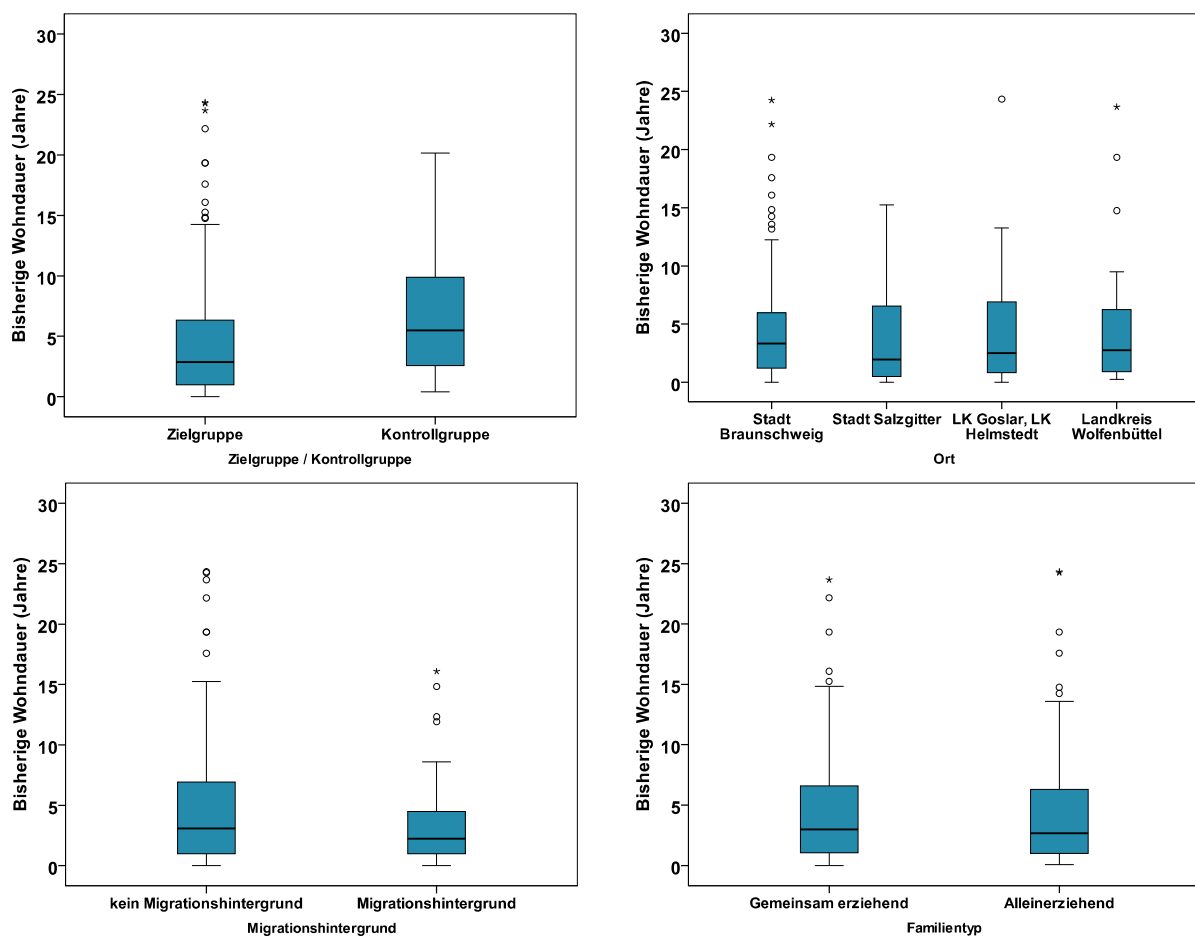 Bisherige Wohndauer (Jahre)
30
25
20
15
10
5
0
Zielgruppe
Kontrollgruppe
Zielgruppe / Kontrollgruppe
Bisherige Wohndauer (Jahre)
30
25
20
15
10
5
0
Stadt
Braunschweig
Stadt Salzgitter
LK Goslar, LK
Helmstedt
Landkreis
Wolfenbüttel
Ort
Bisherige Wohndauer (Jahre)
30
25
20
15
10
5
0
kein Migrationshintergrund
Migrationshintergrund
Migrationshintergrund
Bisherige Wohndauer (Jahre)
30
25
20
15
10
5
0
Gemeinsam erziehend
Alleinerziehend
Familientyp